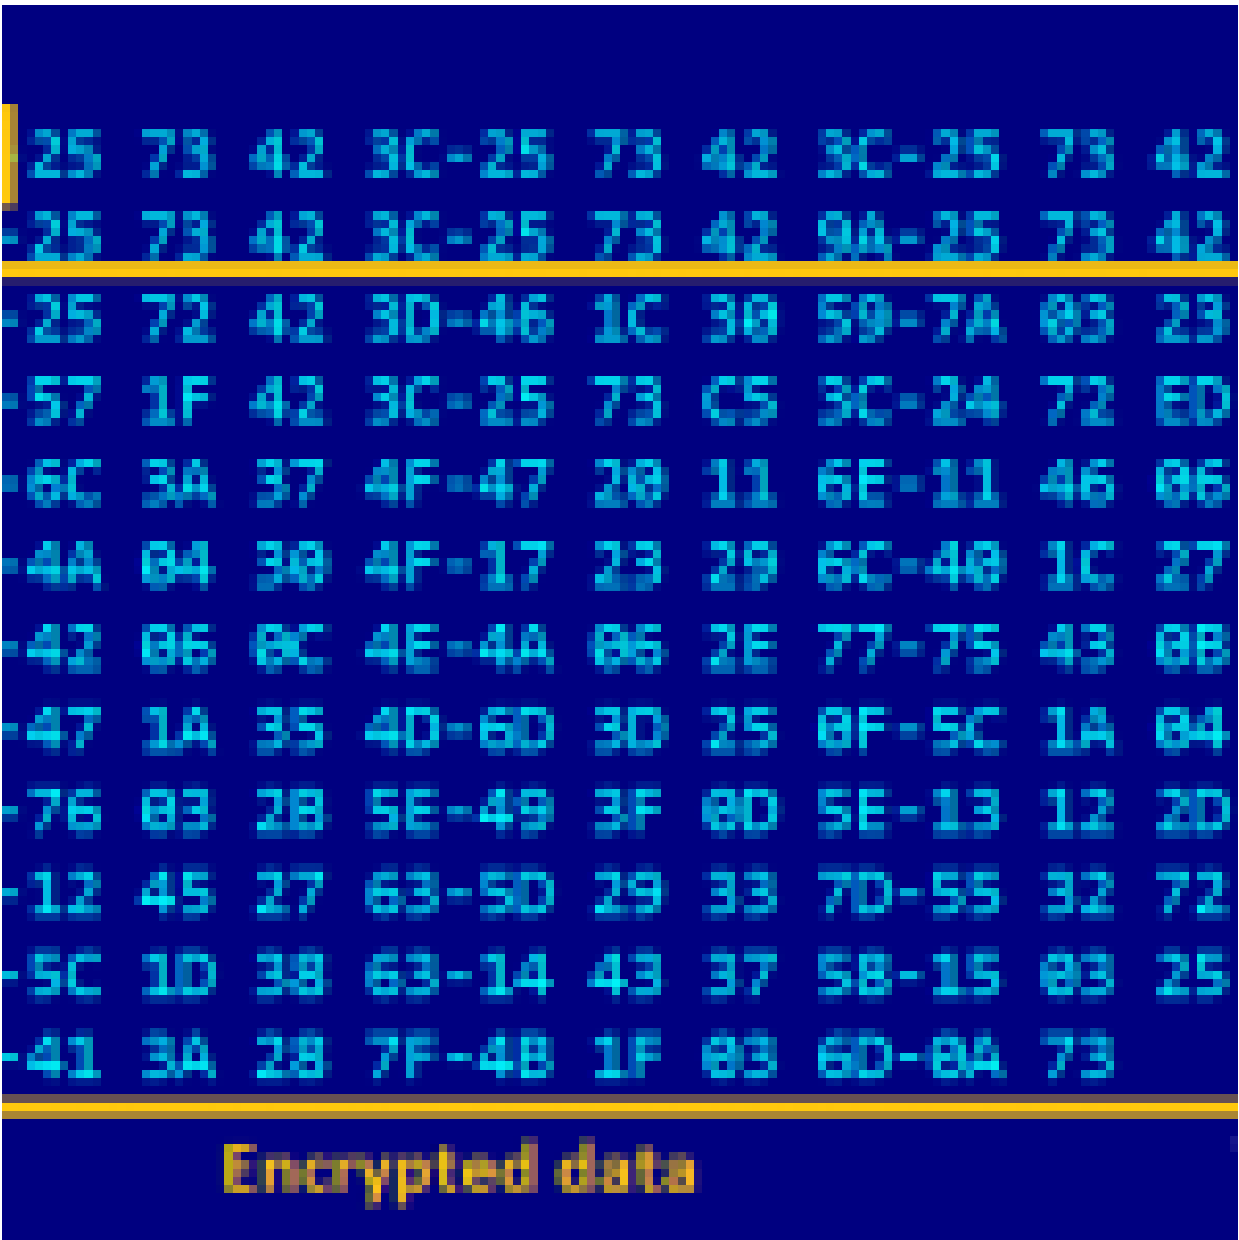 25 73 42 3C-25 73 42 3C-25 73 42
-25 73 42 3C-25 73 42 9A-25 73 42
-25 72 42 3D-46 1C 30 59-7A 03 23
-57 1F 42 3C-25 73 C5 3C-24 72 ED
-6C 3A 37 4F-47 20 11 6E-11 46 06
-4A 04 30 4F-17 23 29 6C-40 1C 27
-42 06 0C 4E-4A 06 2E 77-75 43 0B
-47 1A 35 4D-6D 3D 25 0F-5C 1A 04
-76 03 2B 5E-49 3F 0D 5E-13 12 2D
-12 45 27 63-5D 29 33 7D-55 32 72
-5C 1D 38 63-14 43 37 5B-15 03 25
-41 3A 28 7F-4B 1F 03 6D-0A 73
Encrypted data